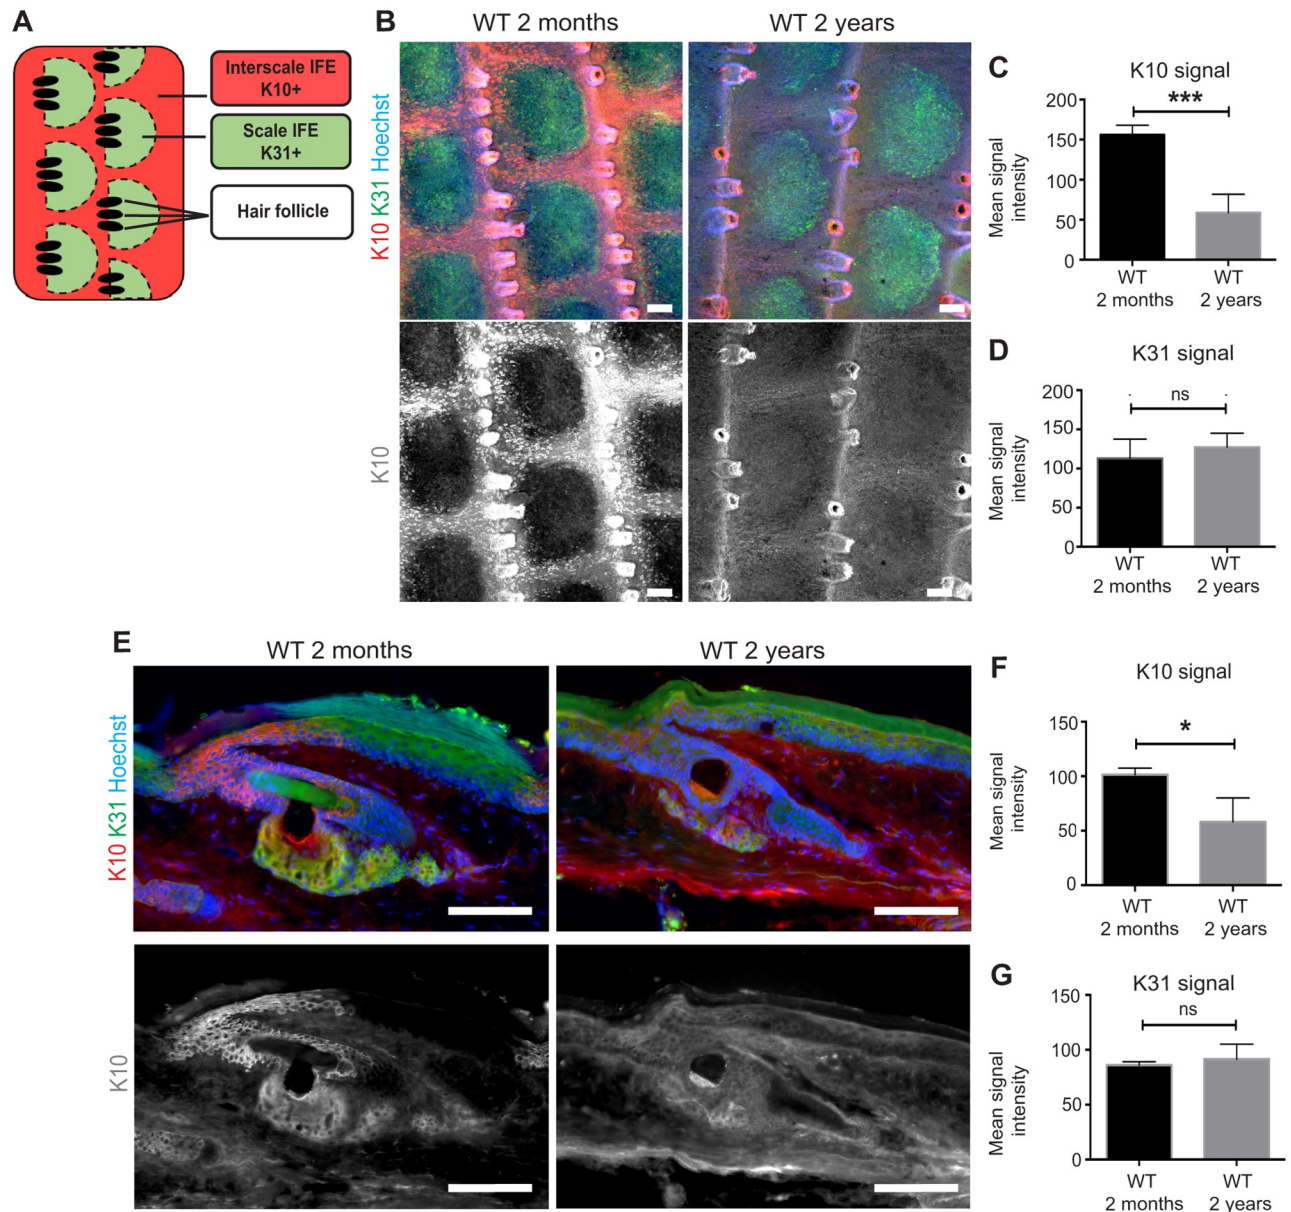 A
Interscale IFE
K10+
Scale IFE
K31+
Hair follicle
B
WT 2 months
WT 2 years
K10 K31 Hoechst
K10
C
K10 signal
***
Mean signal
intensity
200
150
100
50
0
WT
2 months
WT
2 years
D
K31 signal
ns
Mean signal
intensity
200
150
100
50
0
WT
2 months
WT
2 years
E
WT 2 months
WT 2 years
K10 K31 Hoechst
K10
F
K10 signal
*
Mean signal
intensity
150
100
50
0
WT
2 months
WT
2 years
G
K31 signal
ns
Mean signal
intensity
150
100
50
0
WT
2 months
WT
2 years